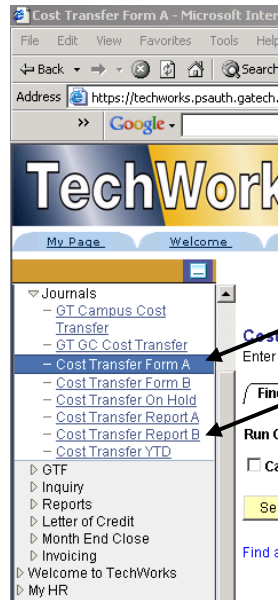 Cost Transfer Form A - Microsoft Inter
File Edit View Favorites Tools Help
Back Search
Address https://techworks.psauth.gatech.
» Google
TechWork
My Page Welcome
Journals
– GT Campus Cost
Transfer
– GT GC Cost Transfer
– Cost Transfer Form A
– Cost Transfer Form B
– Cost Transfer On Hold
– Cost Transfer Report A
– Cost Transfer Report B
– Cost Transfer YTD
GTF
Inquiry
Reports
Letter of Credit
Month End Close
Invoicing
Welcome to TechWorks
My HR
Cost
Enter
Fin
Run
Ca
Se
Find a